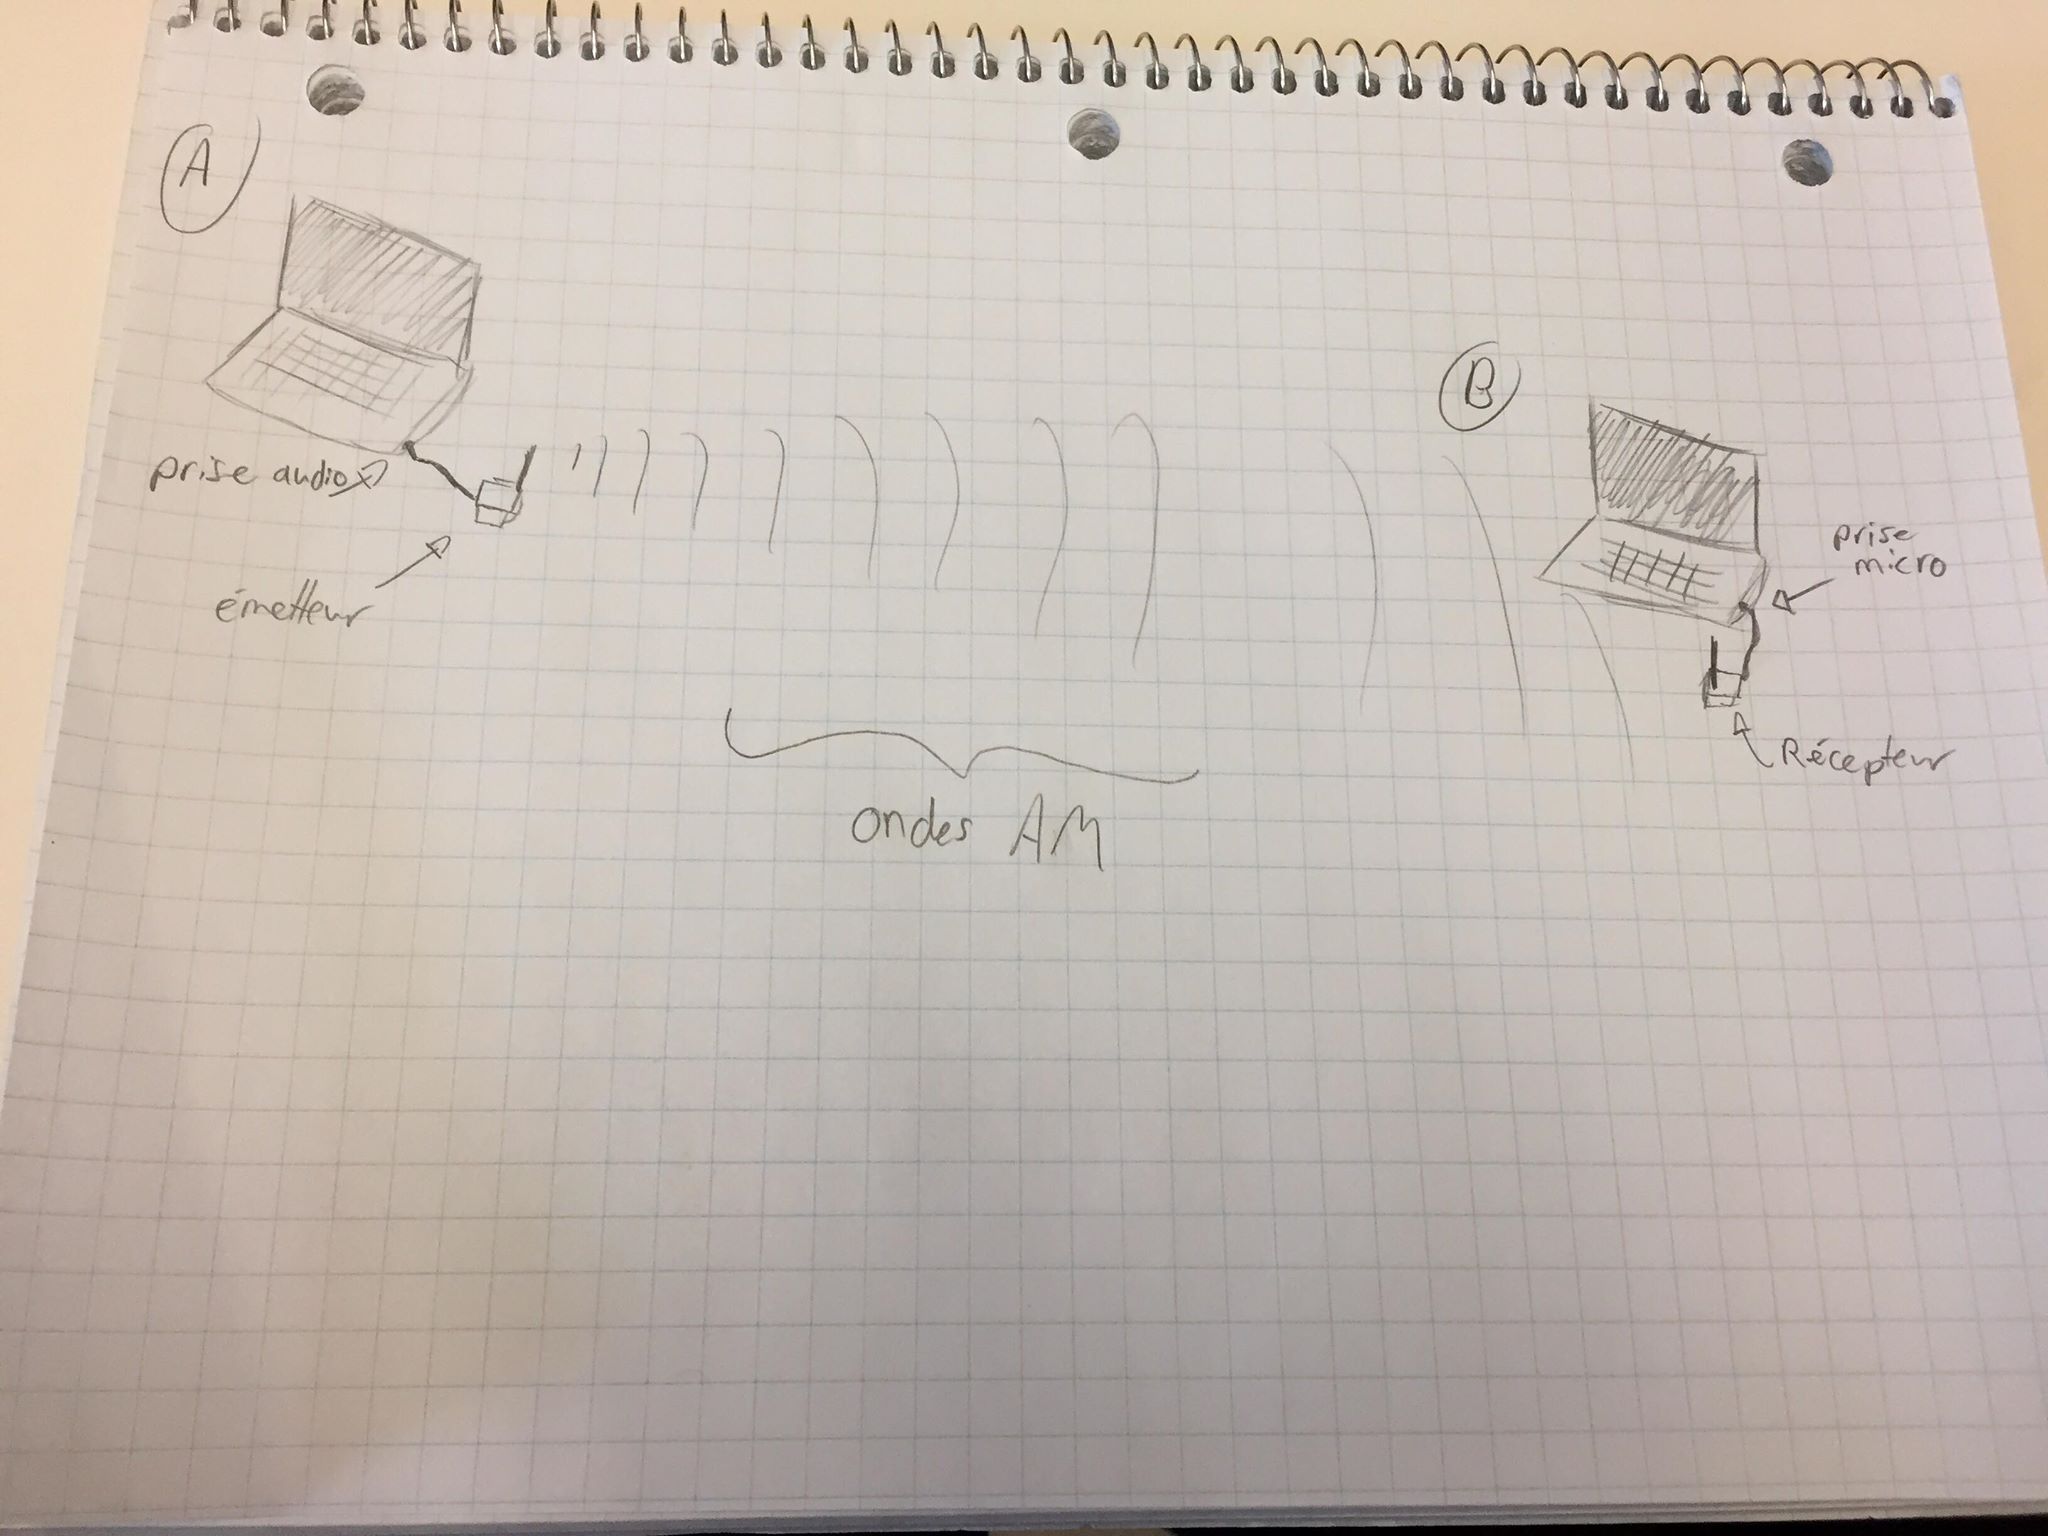 A
B
prise audio
émetteur
prise
micro
Récepteur
ondes AM